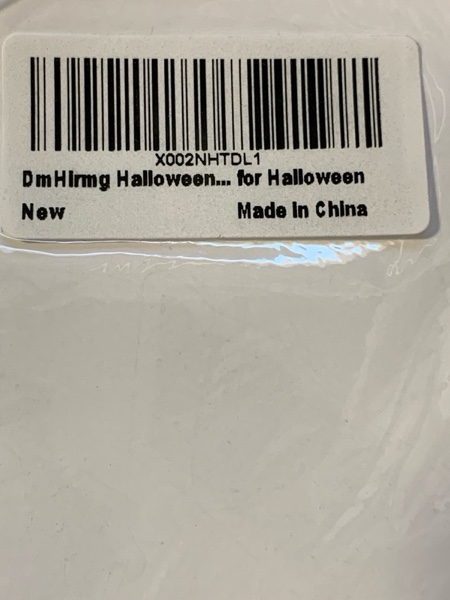 X002NHTDL1
DmHirmg Halloween... for Halloween
New Made in China